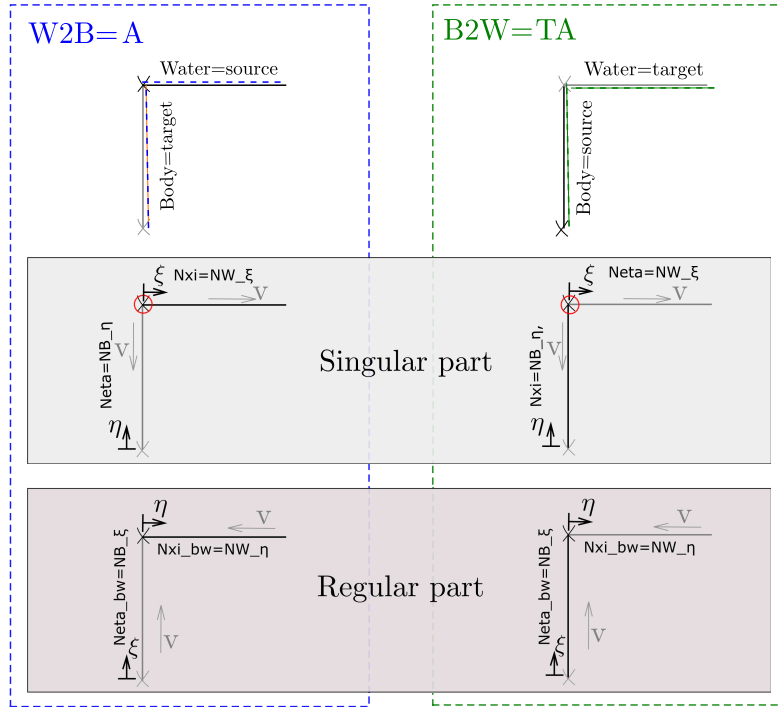 W2B=A
B2W=TA
Water=source
Body=target
Water=target
Body=source
ξ
Nxi=NW_ξ
v
Neta=NB_η
v
η
ξ
Neta=NW_ξ
v
Nxi=NB_η,
v
η
Singular part
η
v
Nxi_bw=NW_η
Neta_bw=NB_ξ
v
ξ
η
v
Nxi_bw=NW_η
Neta_bw=NB_ξ
v
ξ
Regular part